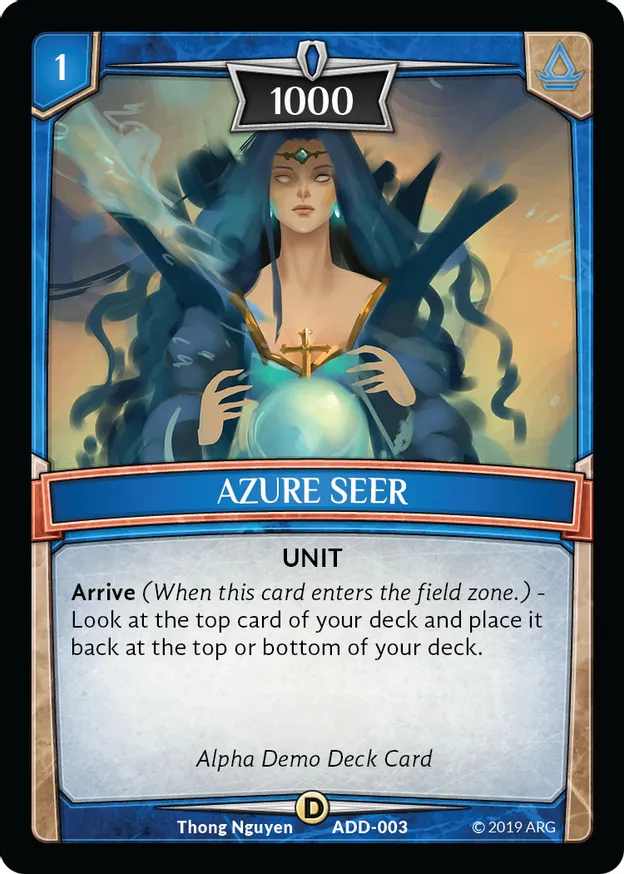 1
1000
AZURE SEER
UNIT
Arrive (When this card enters the field zone.) -
Look at the top card of your deck and place it
back at the top or bottom of your deck.
Alpha Demo Deck Card
D
Thong Nguyen ADD-003 © 2019 ARG